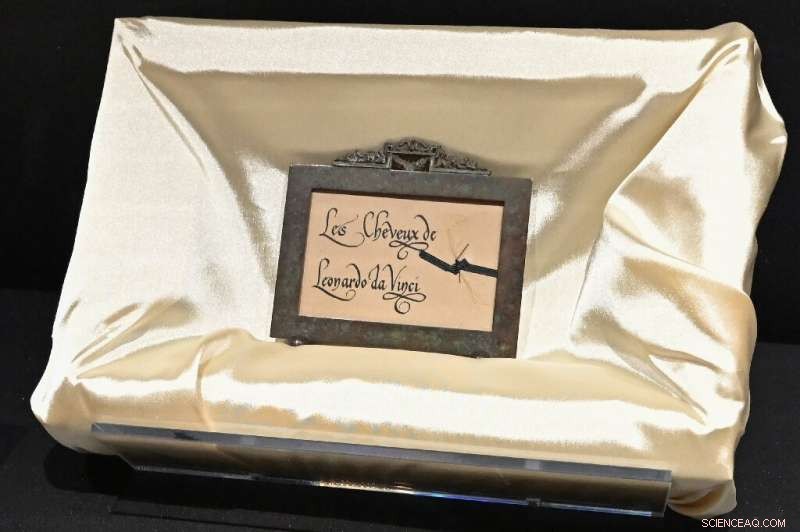 Les Cheveux de
Leonardo da Vinci
SCIENCEAQ.COM